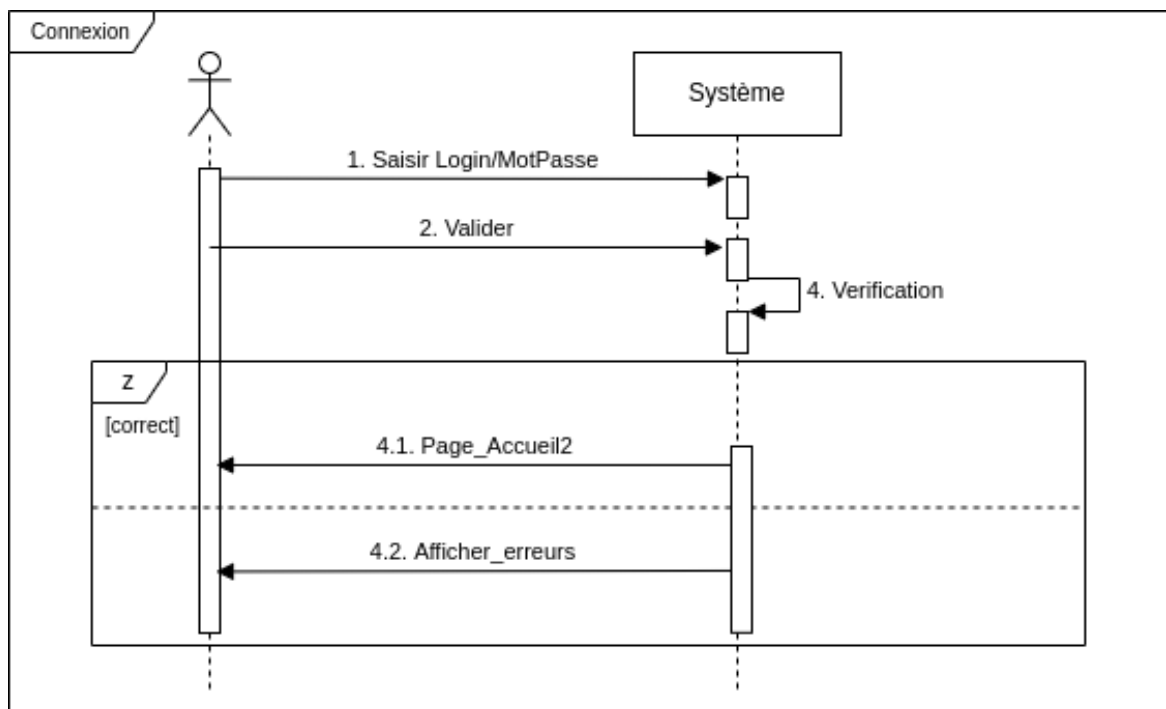 Connexion
Système
1. Saisir Login/MotPasse
2. Valider
4. Verification
z
[correct]
4.1. Page_Accueil2
4.2. Afficher_erreurs